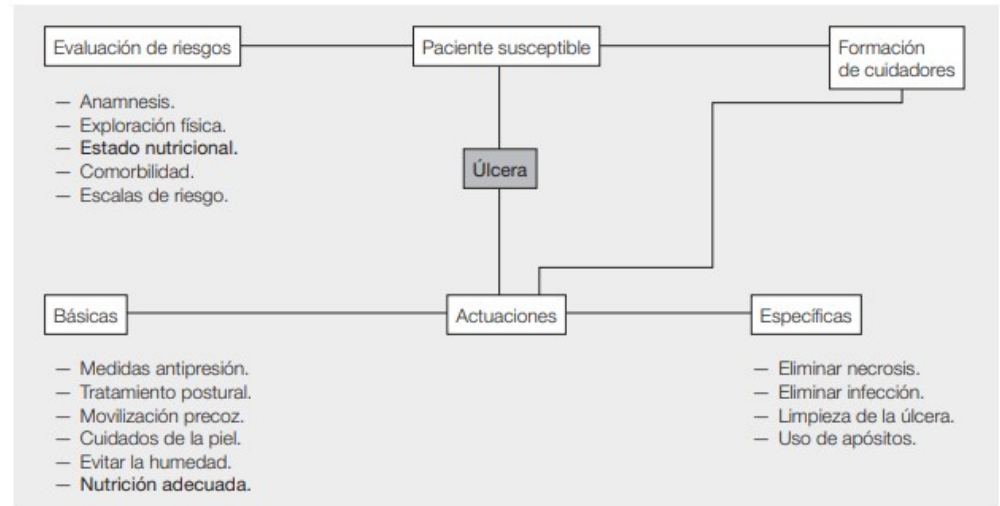 Evaluación de riesgos
Paciente susceptible
Formación
de cuidadores
— Anamnesis.
— Exploración física.
— Estado nutricional.
— Comorbilidad.
— Escalas de riesgo.
Úlcera
Básicas
Actuaciones
Específicas
— Medidas antipresión.
— Tratamiento postural.
— Movilización precoz.
— Cuidados de la piel.
— Evitar la humedad.
— Nutrición adecuada.
— Eliminar necrosis.
— Eliminar infección.
— Limpieza de la úlcera.
— Uso de apósitos.